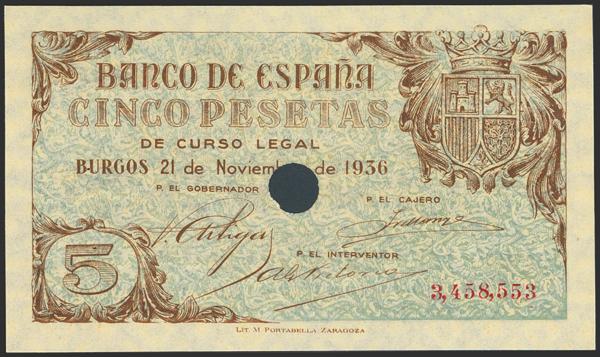 BANCO DE ESPAÑA
CINCO PESETAS
DE CURSO LEGAL
BURGOS 21 de de 1936
P. EL GOBERNADOR
P. EL CAJERO
P. EL INTERVENTOR
5
3,458,553
LIT. M. PORTABELLA ZARAGOZA